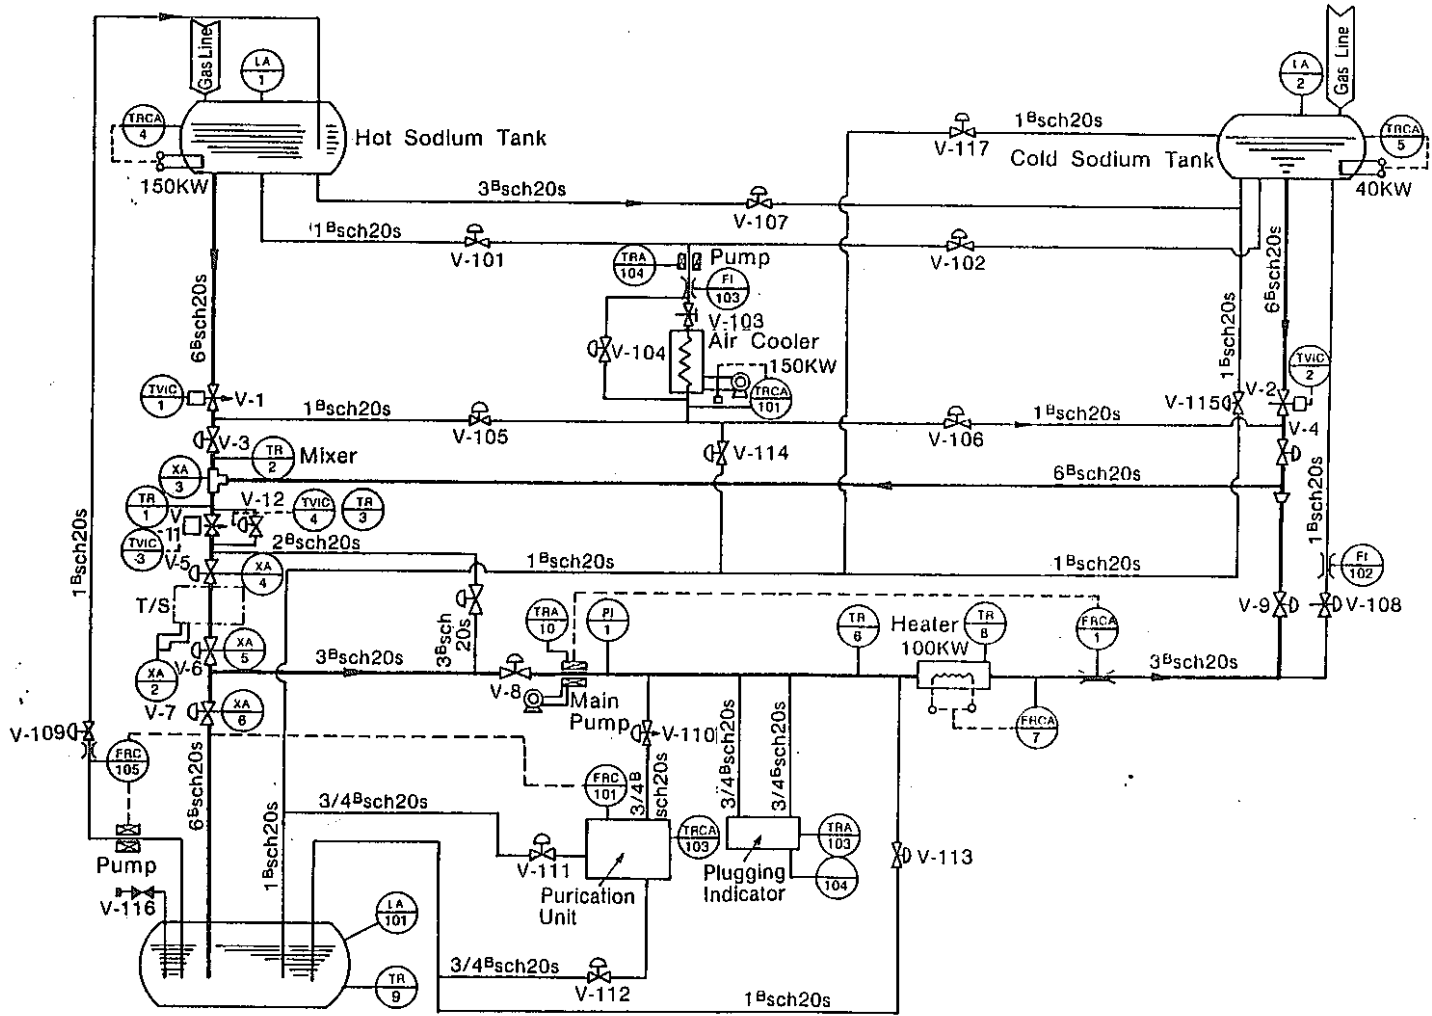 Gas Line
LA
1
LA
2
Gas Line
TRCA
4
Hot Sodium Tank
150KW
1Bsch20s
V-117
Cold Sodium Tank
TRCA
5
40KW
3Bsch20s
V-107
1Bsch20s
V-101
V-102
TRA
104
Pump
FI
103
V-103
Air Cooler
V-104
150KW
TRCA
101
6Bsch20s
6Bsch20s
1Bsch20s
TVIC
1
V-1
TVIC
2
V-2
V-115
1Bsch20s
V-105
V-106
1Bsch20s
V-4
V-3
TR
2
Mixer
V-114
XA
3
6Bsch20s
TR
1
V-12
TVIC
4
TR
3
V
11
TVIC
3
2Bsch20s
V-5
XA
4
1Bsch20s
1Bsch20s
1Bsch20s
1Bsch20s
FI
102
T/S
3Bsch
20s
TRA
10
PI
1
TR
6
Heater
100KW
TR
8
FRCA
1
V-9
V-108
XA
5
V-6
XA
2
3Bsch20s
V-8
Main
Pump
3Bsch20s
V-7
XA
6
FRCA
7
V-109
FRC
105
V-110
6Bsch20s
3/4B
sch20s
3/4Bsch20s
3/4Bsch20s
FRC
101
3/4Bsch20s
1Bsch20s
TRCA
103
TRA
103
104
V-113
Pump
V-111
Purication
Unit
Plugging
Indicator
V-116
LA
101
TR
9
3/4Bsch20s
V-112
1Bsch20s